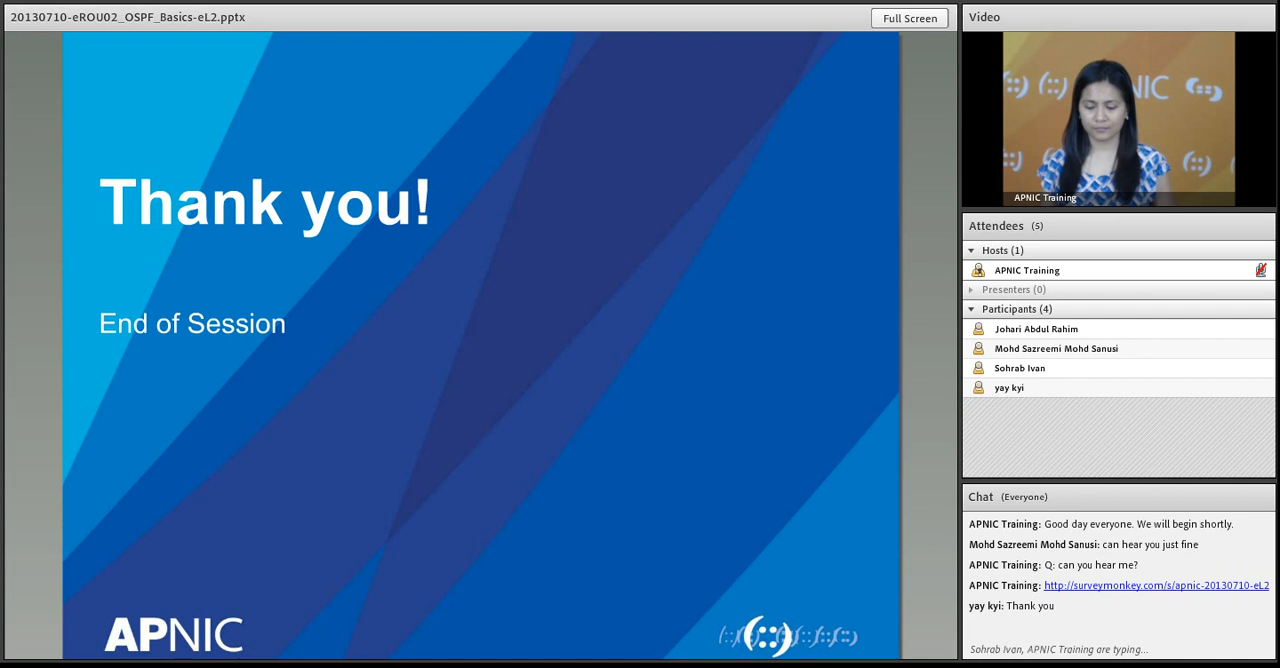 20130710-eROU02_OSPF_Basics-eL2.pptx
Full Screen
Thank you!
End of Session
APNIC
Video
NIC
APNIC Training
Attendees (5)
Hosts (1)
APNIC Training
Presenters (0)
Participants (4)
Johari Abdul Rahim
Mohd Sazreemi Mohd Sanusi
Sohrab Ivan
yay kyi
Chat (Everyone)
APNIC Training: Good day everyone. We will begin shortly.
Mohd Sazreemi Mohd Sanusi: can hear you just fine
APNIC Training: Q: can you hear me?
APNIC Training: http://surveymonkey.com/s/apnic-20130710-eL2
yay kyi: Thank you
Sohrab Ivan, APNIC Training are typing...